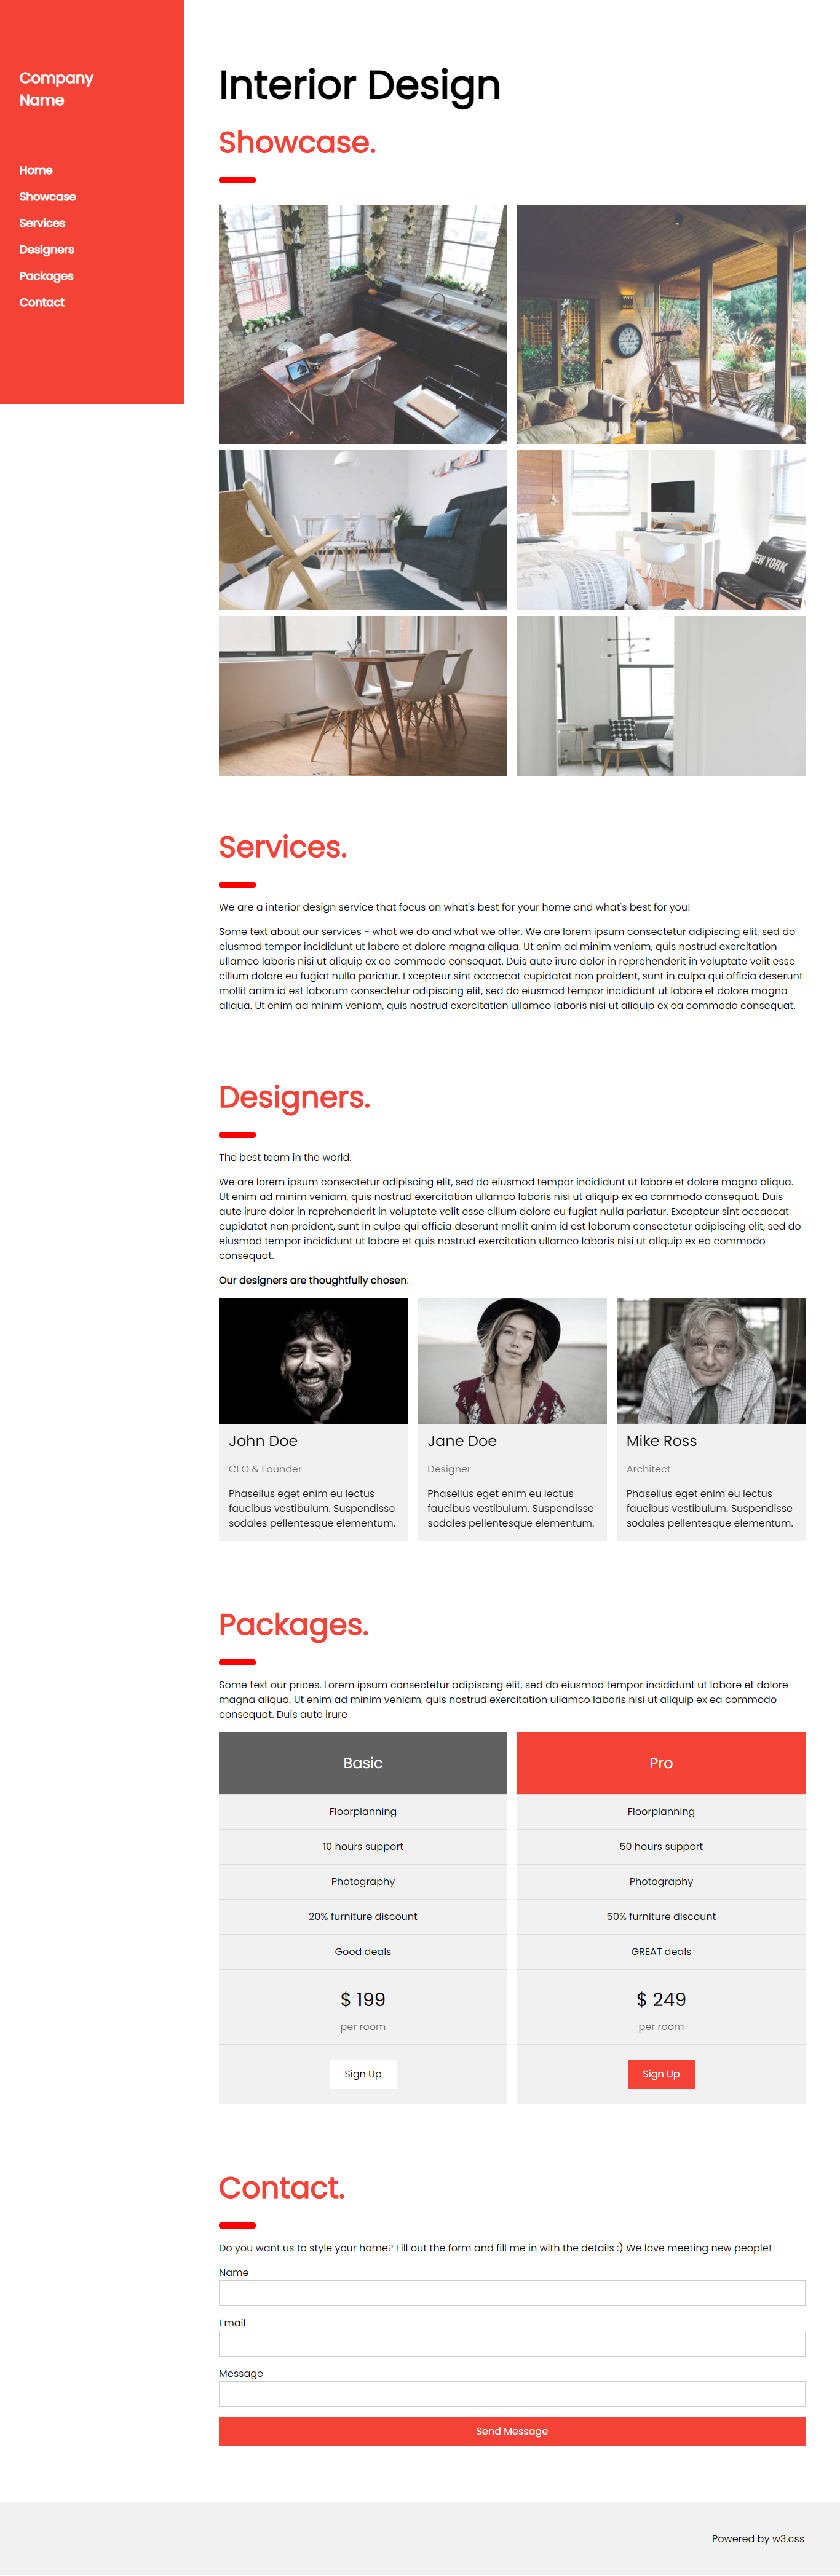 Company
Name
Home
Showcase
Services
Designers
Packages
Contact
Interior Design
Showcase.
NEW YORK
Services.
We are a interior design service that focus on what's best for your home and what's best for you!
Some text about our services - what we do and what we offer. We are lorem ipsum consectetur adipiscing elit, sed do
eiusmod tempor incididunt ut labore et dolore magna aliqua. Ut enim ad minim veniam, quis nostrud exercitation
ullamco laboris nisi ut aliquip ex ea commodo consequat. Duis aute irure dolor in reprehenderit in voluptate velit esse
cillum dolore eu fugiat nulla pariatur. Excepteur sint occaecat cupidatat non proident, sunt in culpa qui officia deserunt
mollit anim id est laborum consectetur adipiscing elit, sed do eiusmod tempor incididunt ut labore et dolore magna
aliqua. Ut enim ad minim veniam, quis nostrud exercitation ullamco laboris nisi ut aliquip ex ea commodo consequat.
Designers.
The best team in the world.
We are lorem ipsum consectetur adipiscing elit, sed do eiusmod tempor incididunt ut labore et dolore magna aliqua.
Ut enim ad minim veniam, quis nostrud exercitation ullamco laboris nisi ut aliquip ex ea commodo consequat. Duis
aute irure dolor in reprehenderit in voluptate velit esse cillum dolore eu fugiat nulla pariatur. Excepteur sint occaecat
cupidatat non proident, sunt in culpa qui officia deserunt mollit anim id est laborum consectetur adipiscing elit, sed do
eiusmod tempor incididunt ut labore et quis nostrud exercitation ullamco laboris nisi ut aliquip ex ea commodo
consequat.
Our designers are thoughtfully chosen:
John Doe
CEO & Founder
Phasellus eget enim eu lectus
faucibus vestibulum. Suspendisse
sodales pellentesque elementum.
Jane Doe
Designer
Phasellus eget enim eu lectus
faucibus vestibulum. Suspendisse
sodales pellentesque elementum.
Mike Ross
Architect
Phasellus eget enim eu lectus
faucibus vestibulum. Suspendisse
sodales pellentesque elementum.
Packages.
Some text our prices. Lorem ipsum consectetur adipiscing elit, sed do eiusmod tempor incididunt ut labore et dolore
magna aliqua. Ut enim ad minim veniam, quis nostrud exercitation ullamco laboris nisi ut aliquip ex ea commodo
consequat. Duis aute irure
Basic
Floorplanning
10 hours support
Photography
20% furniture discount
Good deals
$ 199
per room
Sign Up
Pro
Floorplanning
50 hours support
Photography
50% furniture discount
GREAT deals
$ 249
per room
Sign Up
Contact.
Do you want us to style your home? Fill out the form and fill me in with the details :) We love meeting new people!
Name
Email
Message
Send Message
Powered by w3.css